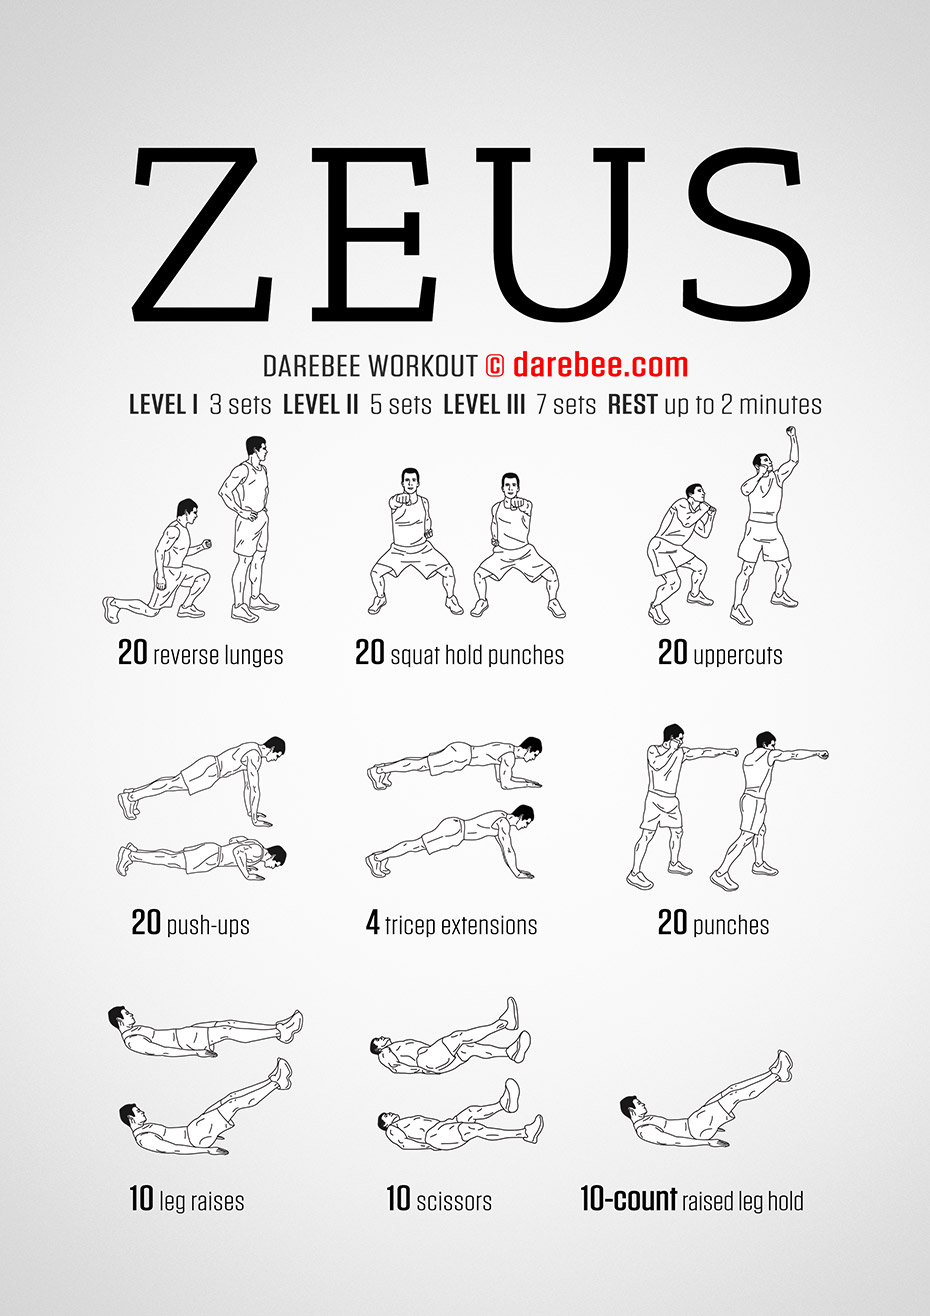 ZEUS
DAREBEE WORKOUT © darebee.com
LEVEL I 3 sets LEVEL II 5 sets LEVEL III 7 sets REST up to 2 minutes
20 reverse lunges
20 squat hold punches
20 uppercuts
20 push-ups
4 tricep extensions
20 punches
10 leg raises
10 scissors
10-count raised leg hold